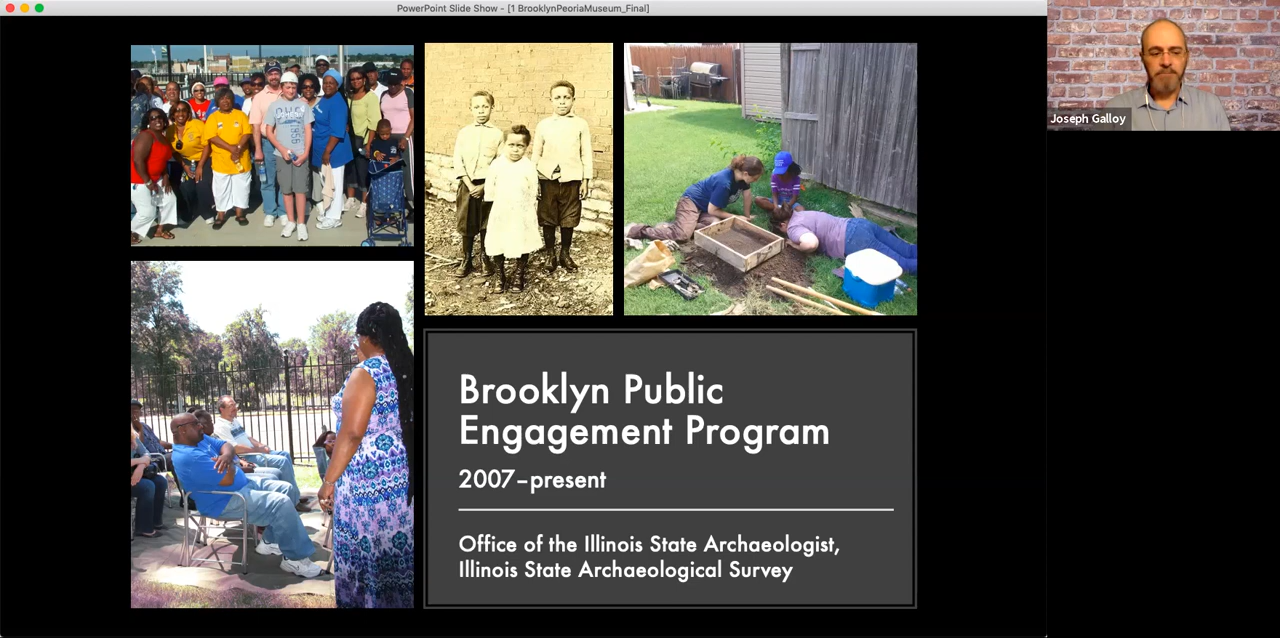 PowerPoint Slide Show - [1 BrooklynPeoriaMuseum_Final]
Joseph Galloy
Brooklyn Public
Engagement Program
2007–present
Office of the Illinois State Archaeologist,
Illinois State Archaeological Survey